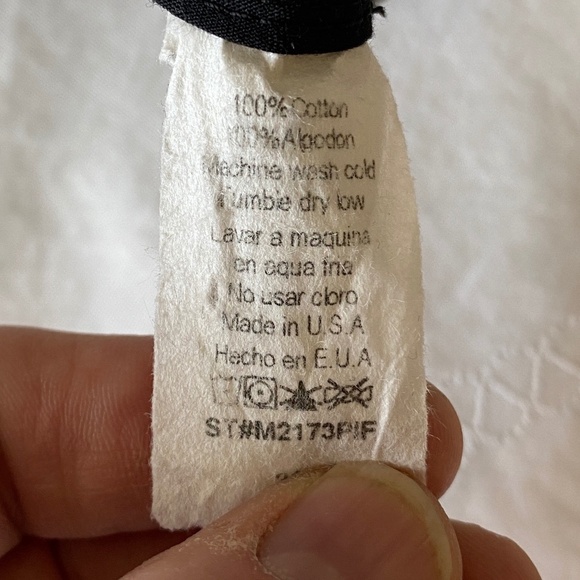 100% Cotton
100% Algodon
Machine wash cold
Tumble dry low
Lavar a maquina
en aqua fria
No usar cloro
Made in U.S.A
Hecho en E.U.A
ST#M2173PIF